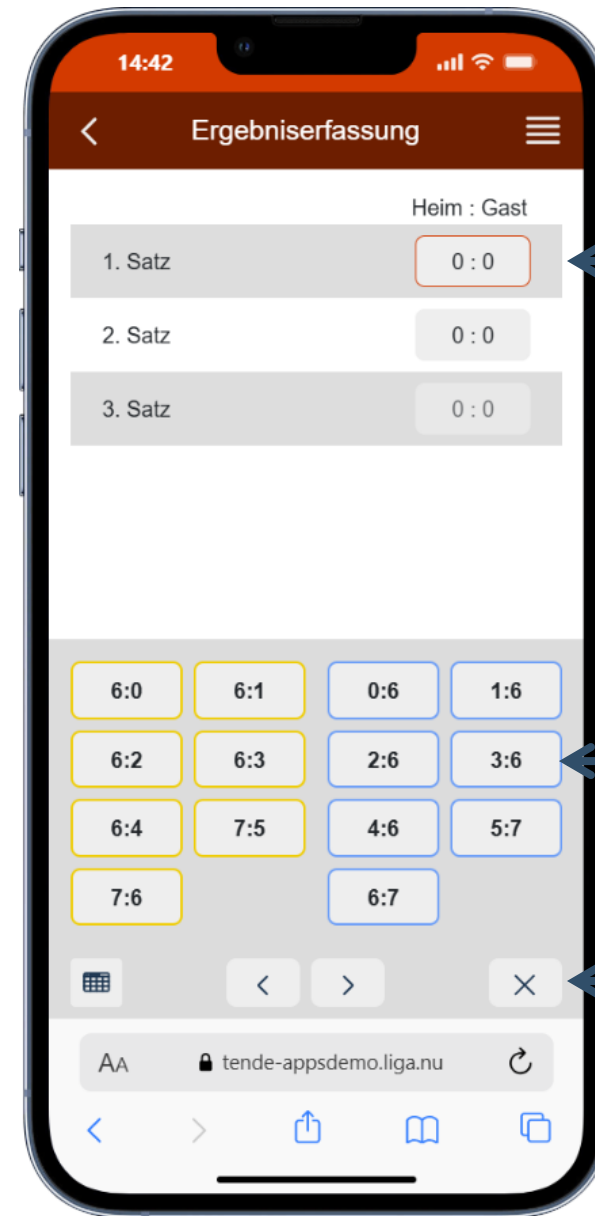 14:42
Ergebniserfassung
Heim : Gast
1. Satz 0 : 0
2. Satz 0 : 0
3. Satz 0 : 0
6:0 6:1 0:6 1:6
6:2 6:3 2:6 3:6
6:4 7:5 4:6 5:7
7:6 6:7
AA tende-appsdemo.liga.nu